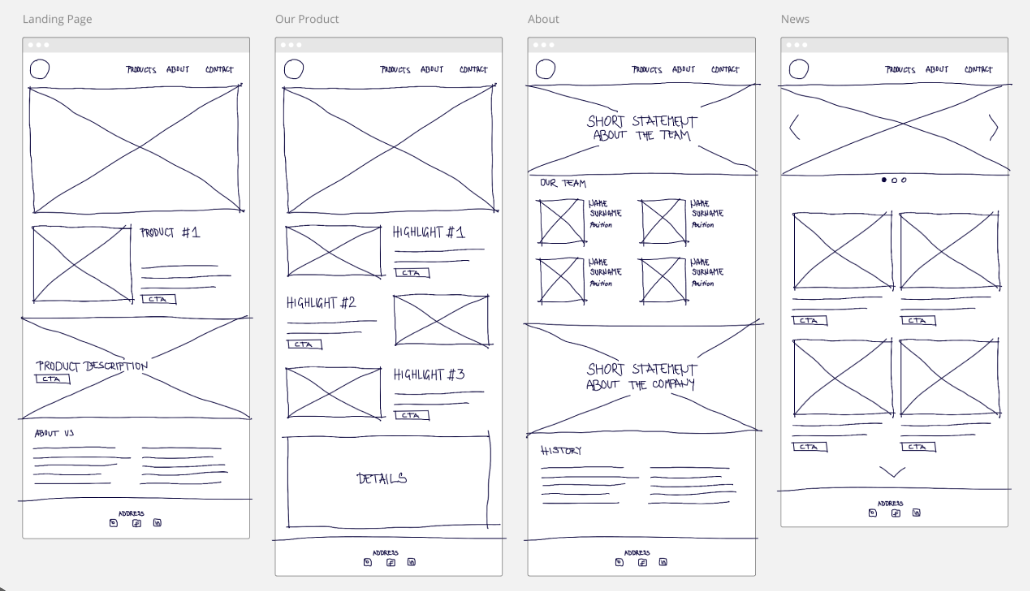 Landing Page
PRODUCTS ABOUT CONTACT
PRODUCT #1
CTA
PRODUCT DESCRIPTION
CTA
ABOUT US
ADDRESS
Our Product
PRODUCTS ABOUT CONTACT
HIGHLIGHT #1
CTA
HIGHLIGHT #2
CTA
HIGHLIGHT #3
CTA
DETAILS
ADDRESS
About
PRODUCTS ABOUT CONTACT
SHORT STATEMENT
ABOUT THE TEAM
OUR TEAM
NAME
SURNAME
Position
NAME
SURNAME
Position
NAME
SURNAME
Position
NAME
SURNAME
Position
SHORT STATEMENT
ABOUT THE COMPANY
HISTORY
ADDRESS
News
PRODUCTS ABOUT CONTACT
CTA
CTA
CTA
CTA
ADDRESS